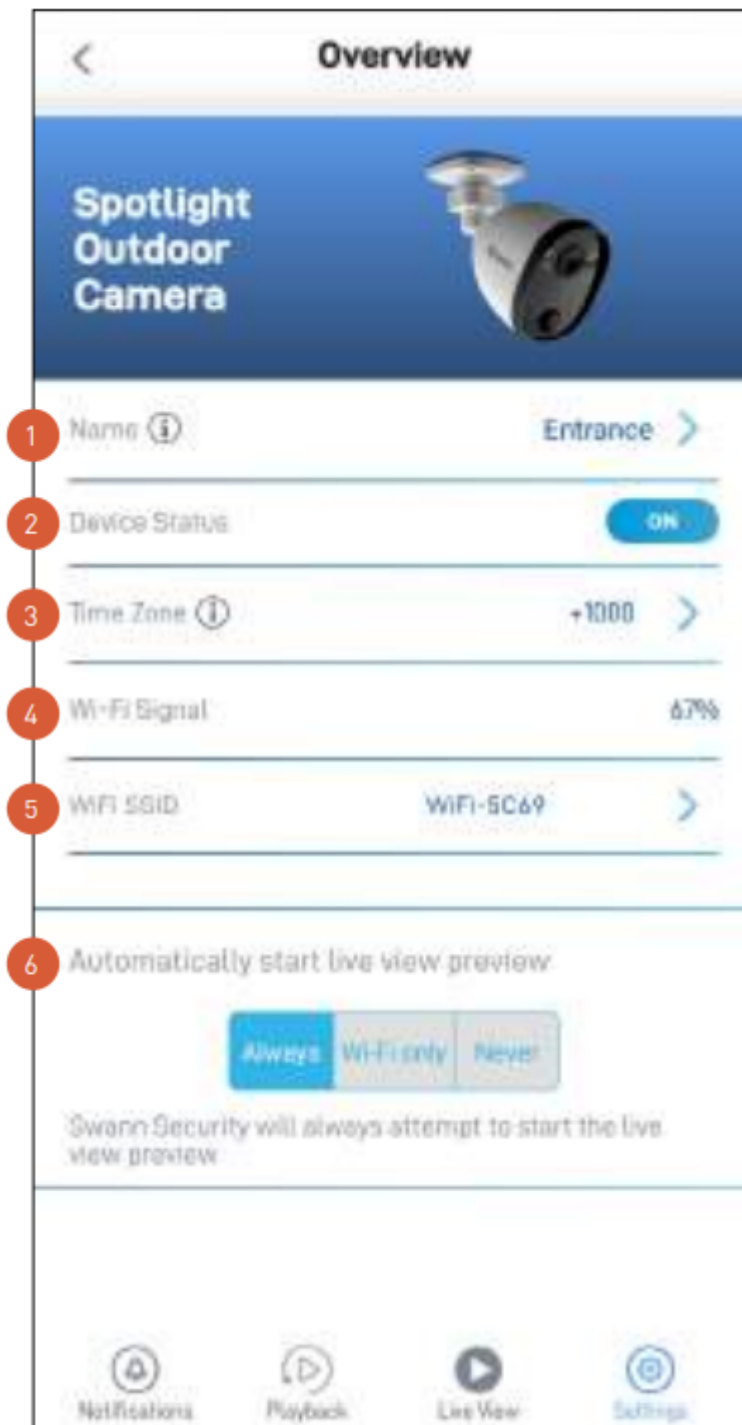 Overview
Spotlight
Outdoor
Camera
1 Name Entrance
2 Device Status ON
3 Time Zone +1000
4 Wi-Fi Signal 67%
5 WiFi SSID WiFi-5C69
6 Automatically start live view preview
Always Wi-Fi only Never
Swann Security will always attempt to start the live
view preview
Notifications Playback Live View Settings